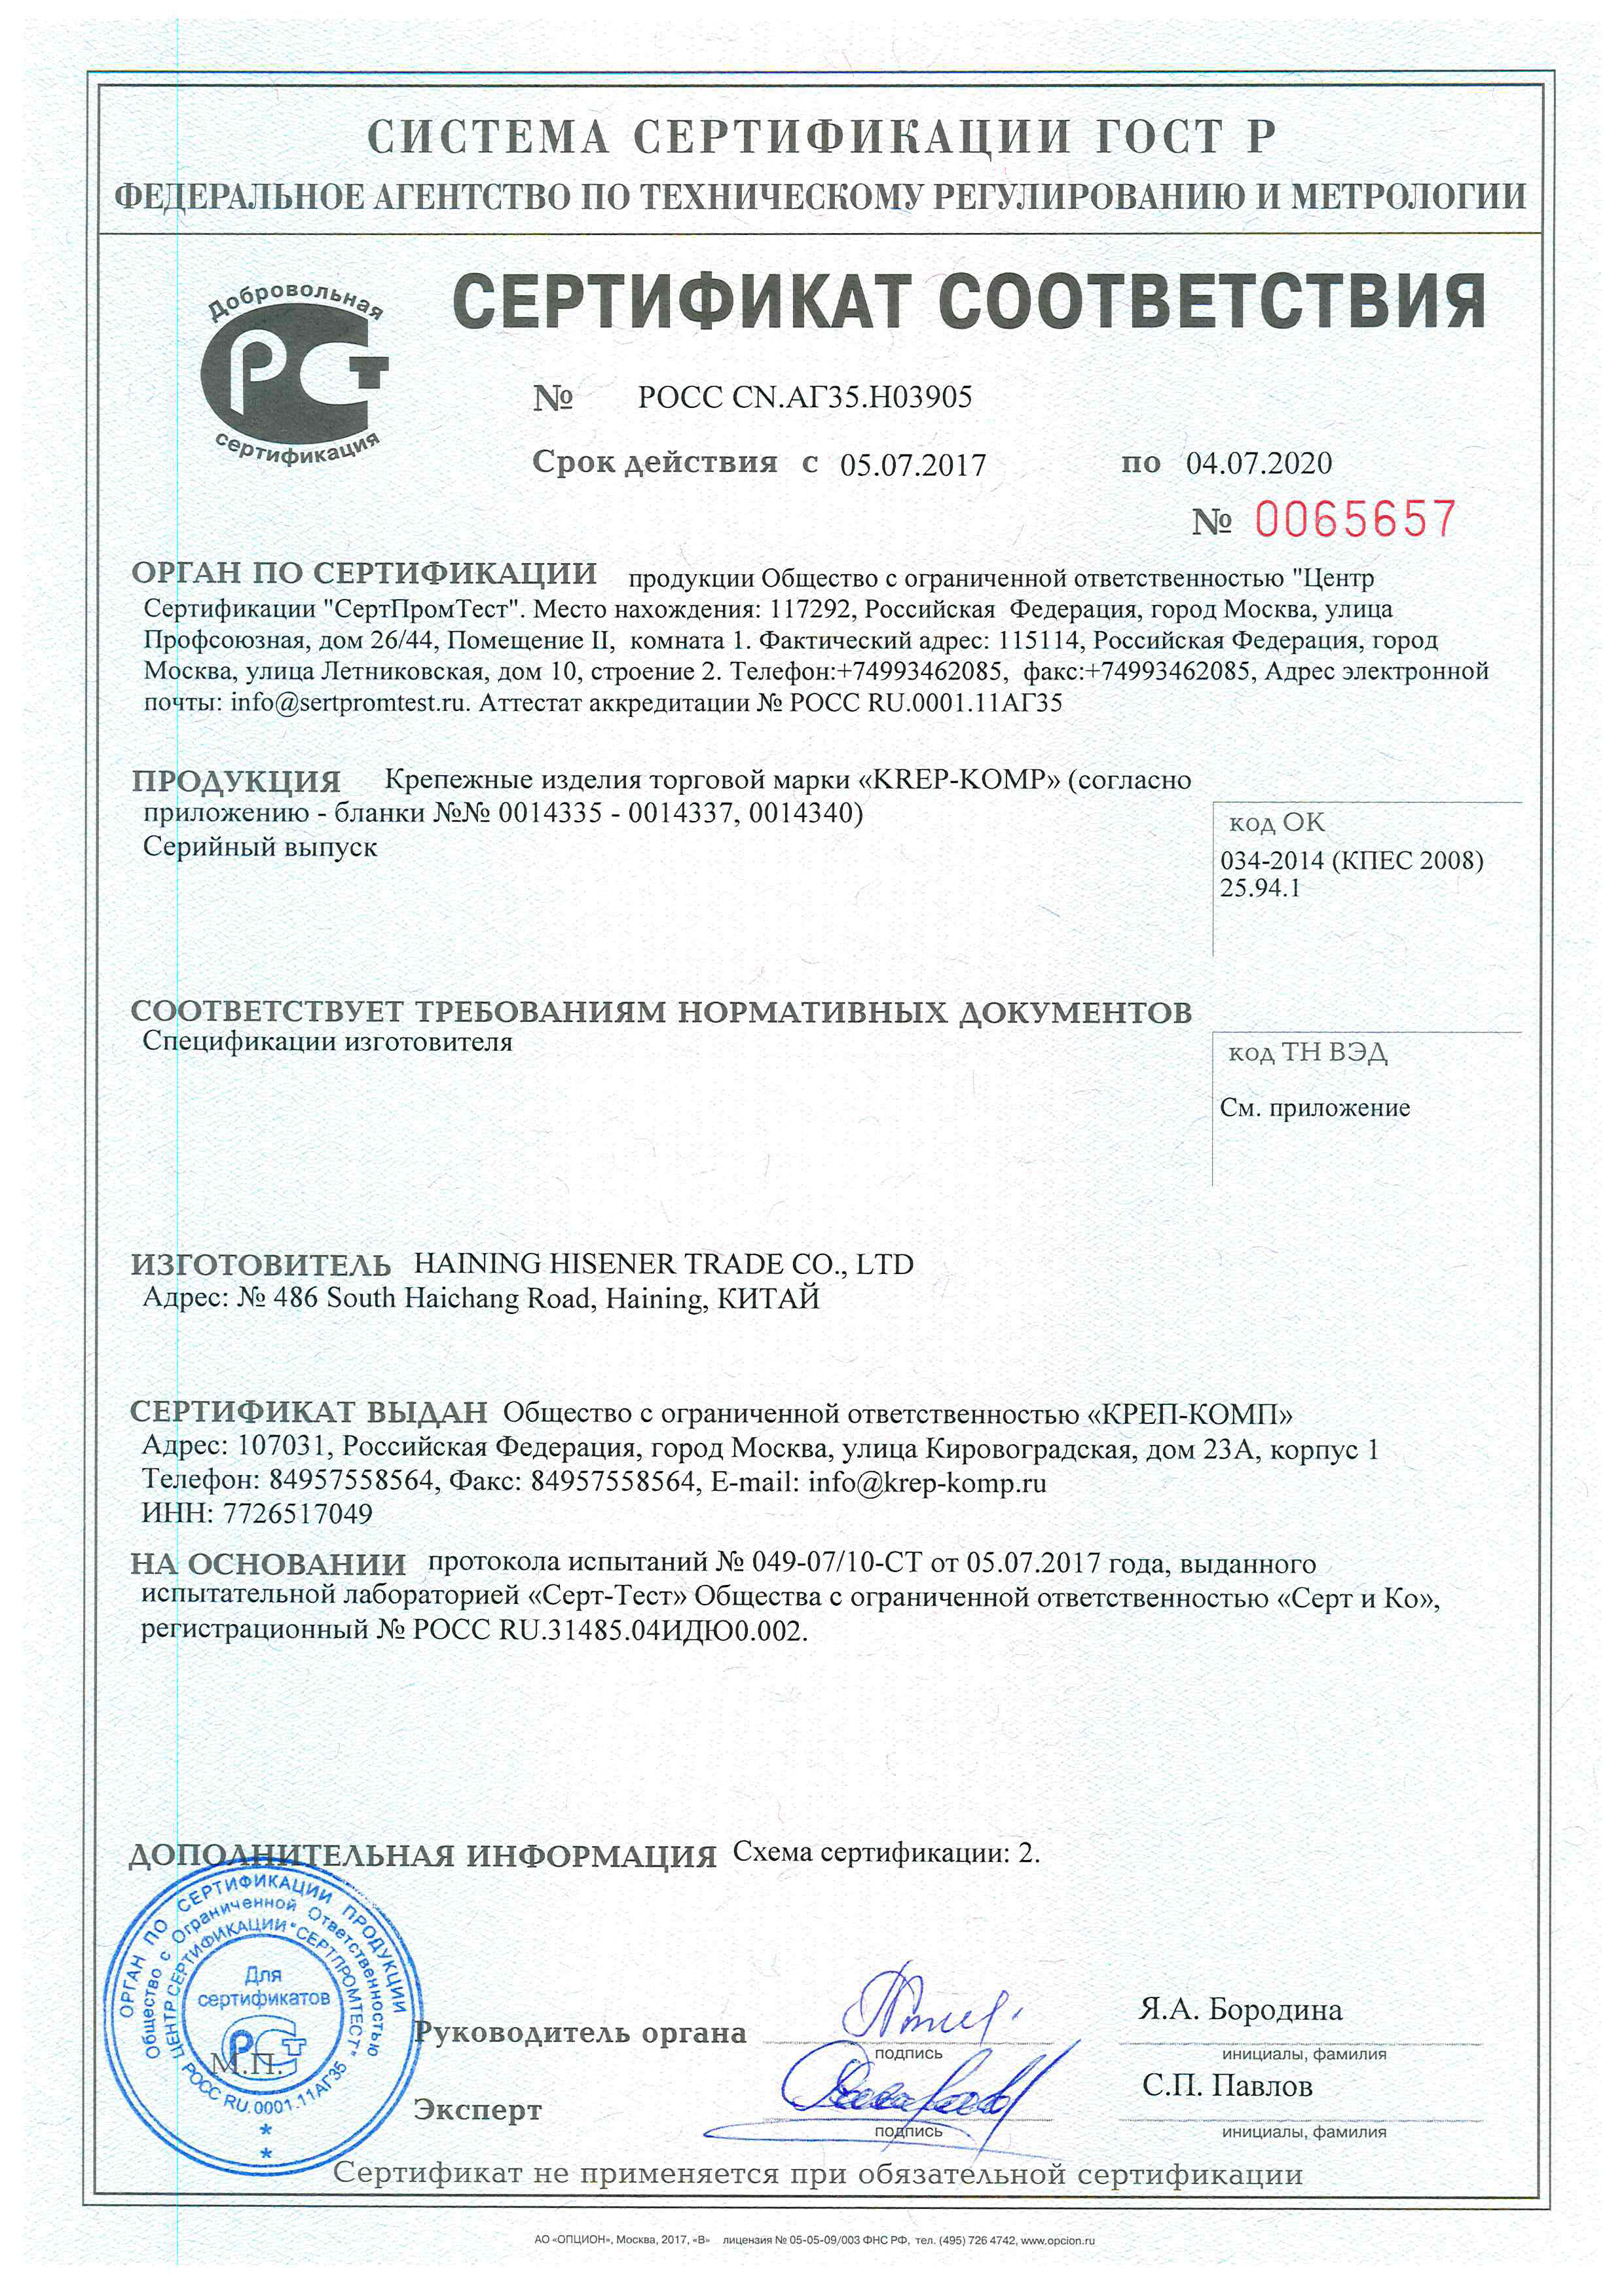 СИСТЕМА СЕРТИФИКАЦИИ ГОСТ Р
ФЕДЕРАЛЬНОЕ АГЕНТСТВО ПО ТЕХНИЧЕСКОМУ РЕГУЛИРОВАНИЮ И МЕТРОЛОГИИ
Добровольная
РСТ
сертификация
СЕРТИФИКАТ СООТВЕТСТВИЯ
№ РОСС CN.АГ35.Н03905
Срок действия с 05.07.2017 по 04.07.2020
№ 0065657
ОРГАН ПО СЕРТИФИКАЦИИ продукции Общество с ограниченной ответственностью "Центр
Сертификации "СертПромТест". Место нахождения: 117292, Российская Федерация, город Москва, улица
Профсоюзная, дом 26/44, Помещение II, комната 1. Фактический адрес: 115114, Российская Федерация, город
Москва, улица Летниковская, дом 10, строение 2. Телефон:+74993462085, факс:+74993462085, Адрес электронной
почты: info@sertpromtest.ru. Аттестат аккредитации № РОСС RU.0001.11АГ35
ПРОДУКЦИЯ Крепежные изделия торговой марки «KREP-KOMP» (согласно
приложению - бланки №№ 0014335 - 0014337, 0014340)
Серийный выпуск
код ОК
034-2014 (КПЕС 2008)
25.94.1
СООТВЕТСТВУЕТ ТРЕБОВАНИЯМ НОРМАТИВНЫХ ДОКУМЕНТОВ
Спецификации изготовителя
код ТН ВЭД
См. приложение
ИЗГОТОВИТЕЛЬ HAINING HISENER TRADE CO., LTD
Адрес: № 486 South Haichang Road, Haining, КИТАЙ
СЕРТИФИКАТ ВЫДАН Общество с ограниченной ответственностью «КРЕП-КОМП»
Адрес: 107031, Российская Федерация, город Москва, улица Кировоградская, дом 23А, корпус 1
Телефон: 84957558564, Факс: 84957558564, E-mail: info@krep-komp.ru
ИНН: 7726517049
НА ОСНОВАНИИ протокола испытаний № 049-07/10-СТ от 05.07.2017 года, выданного
испытательной лабораторией «Серт-Тест» Общества с ограниченной ответственностью «Серт и Ко»,
регистрационный № РОСС RU.31485.04ИДЮ0.002.
ДОПОЛНИТЕЛЬНАЯ ИНФОРМАЦИЯ Схема сертификации: 2.
ОРГАН ПО СЕРТИФИКАЦИИ ПРОДУКЦИИ
Общество с Ограниченной Ответственностью
ЦЕНТР СЕРТИФИКАЦИИ "СЕРТПРОМТЕСТ"
РОСС RU.0001.11АГ35
Для
сертификатов
РСТ
М.П.
Руководитель органа
подпись
Я.А. Бородина
инициалы, фамилия
Эксперт
подпись
С.П. Павлов
инициалы, фамилия
Сертификат не применяется при обязательной сертификации
АО «ОПЦИОН», Москва, 2017, «В» лицензия № 05-05-09/003 ФНС РФ, тел. (495) 726 4742, www.opcion.ru